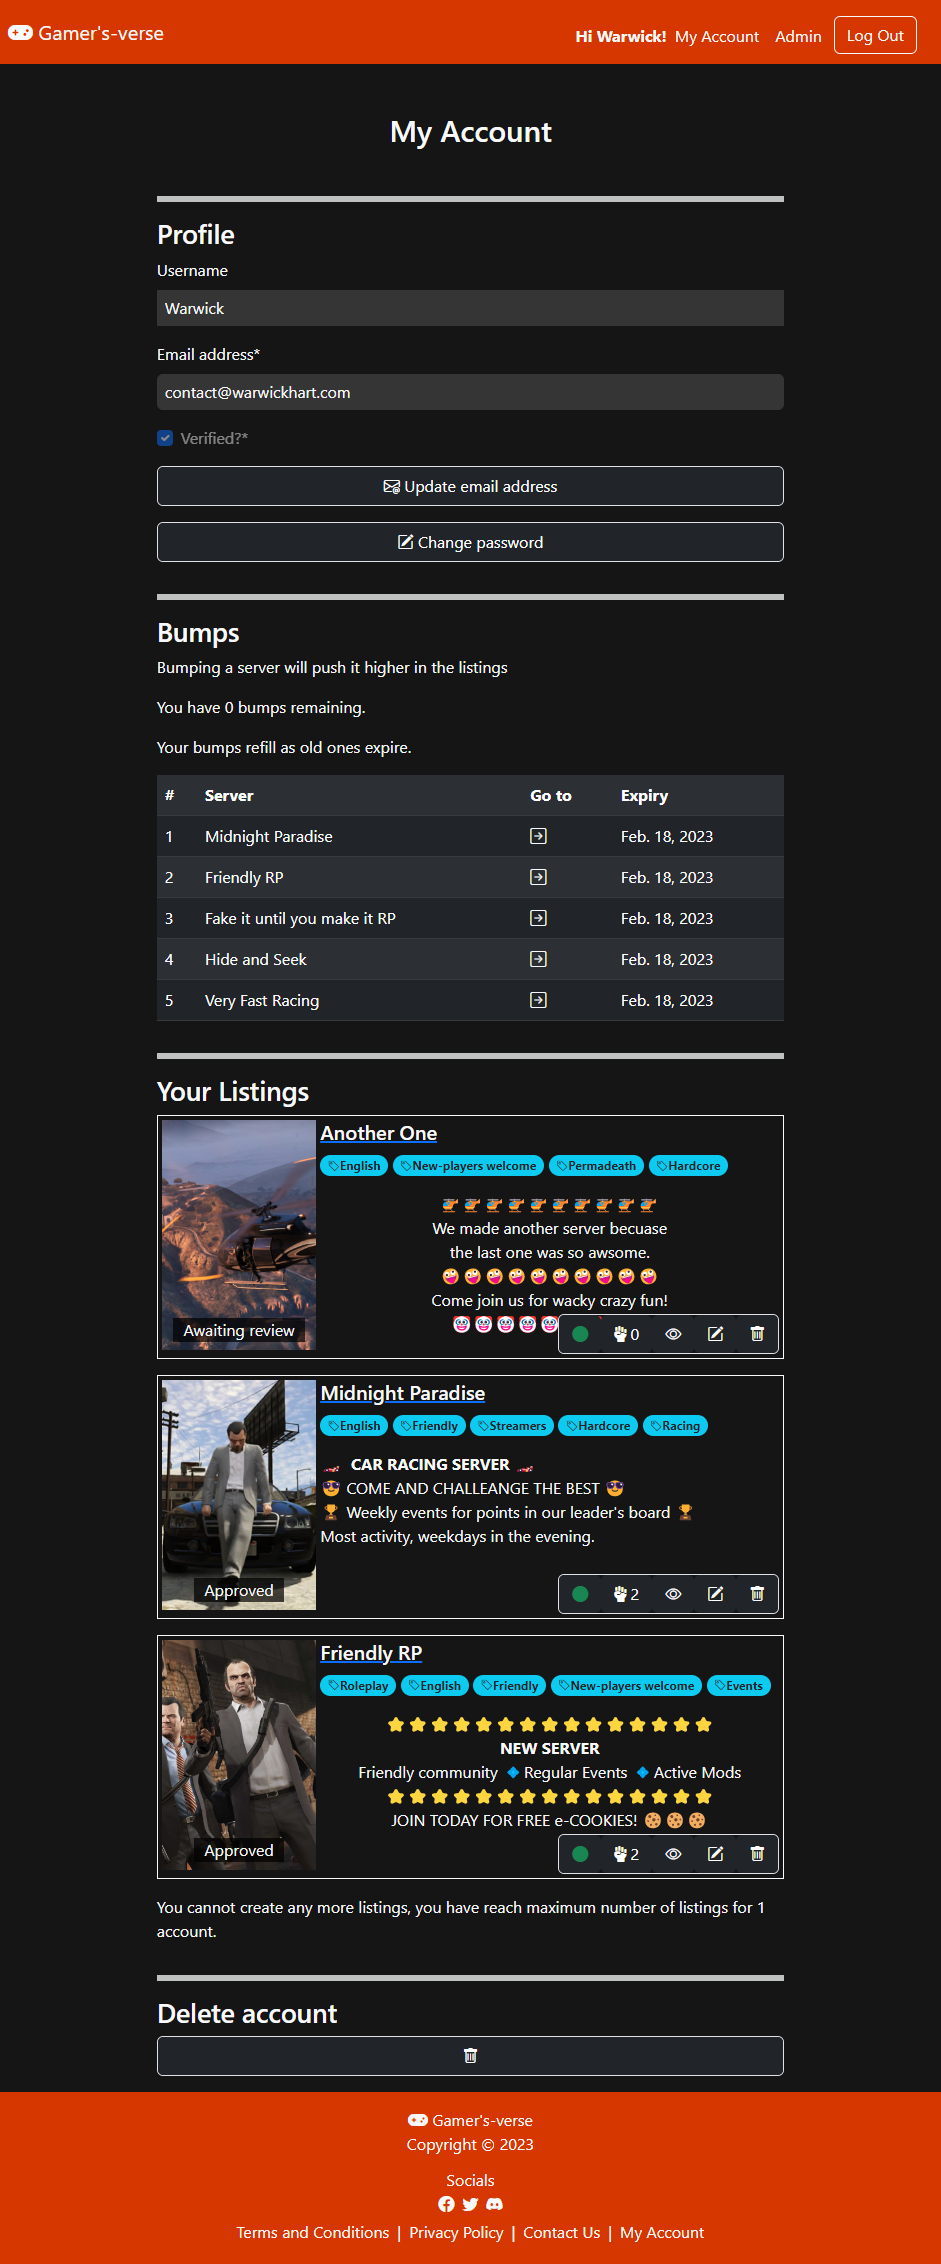 Gamer's-verse
Hi Warwick! My Account Admin Log Out
My Account
Profile
Username
Warwick
Email address*
contact@warwickhart.com
Verified?*
Update email address
Change password
Bumps
Bumping a server will push it higher in the listings
You have 0 bumps remaining.
Your bumps refill as old ones expire.
# Server Go to Expiry
1 Midnight Paradise Feb. 18, 2023
2 Friendly RP Feb. 18, 2023
3 Fake it until you make it RP Feb. 18, 2023
4 Hide and Seek Feb. 18, 2023
5 Very Fast Racing Feb. 18, 2023
Your Listings
Another One
English New-players welcome Permadeath Hardcore
🚁 🚁 🚁 🚁 🚁 🚁 🚁 🚁 🚁 🚁
We made another server becuase
the last one was so awsome.
🤪 🤪 🤪 🤪 🤪 🤪 🤪 🤪 🤪 🤪
Come join us for wacky crazy fun!
🤡 🤡 🤡 🤡 🤡
Awaiting review
0
Midnight Paradise
English Friendly Streamers Hardcore Racing
🏎️ CAR RACING SERVER 🏎️
😎 COME AND CHALLEANGE THE BEST 😎
🏆 Weekly events for points in our leader's board 🏆
Most activity, weekdays in the evening.
Approved
2
Friendly RP
Roleplay English Friendly New-players welcome Events
⭐ ⭐ ⭐ ⭐ ⭐ ⭐ ⭐ ⭐ ⭐ ⭐ ⭐ ⭐ ⭐ ⭐ ⭐
NEW SERVER
Friendly community 🔹Regular Events 🔹Active Mods
⭐ ⭐ ⭐ ⭐ ⭐ ⭐ ⭐ ⭐ ⭐ ⭐ ⭐ ⭐ ⭐ ⭐ ⭐
JOIN TODAY FOR FREE e-COOKIES! 🍪 🍪 🍪
Approved
2
You cannot create any more listings, you have reach maximum number of listings for 1
account.
Delete account
Gamer's-verse
Copyright © 2023
Socials
Terms and Conditions | Privacy Policy | Contact Us | My Account